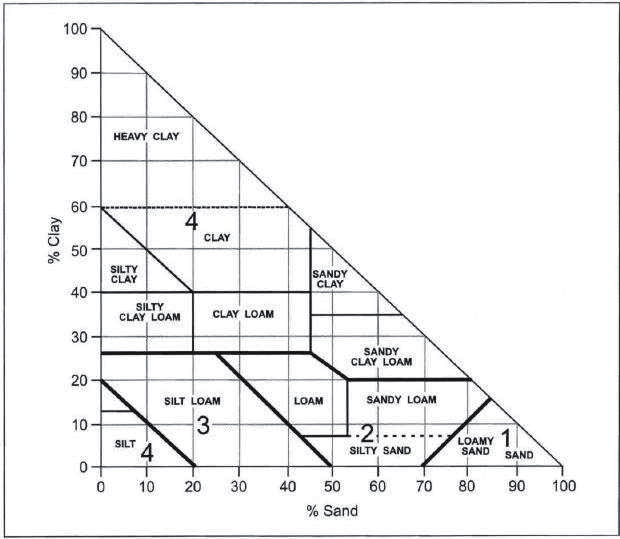 100
90
80
HEAVY CLAY
70
60
4
CLAY
50
SILTY
CLAY
SANDY
CLAY
40
SILTY
CLAY LOAM
CLAY LOAM
30
SANDY
CLAY LOAM
20
SILT LOAM
LOAM
SANDY LOAM
3
10
2
1
SILT
4
SILTY SAND
LOAMY
SAND
SAND
0
0 10 20 30 40 50 60 70 80 90 100
% Sand
% Clay